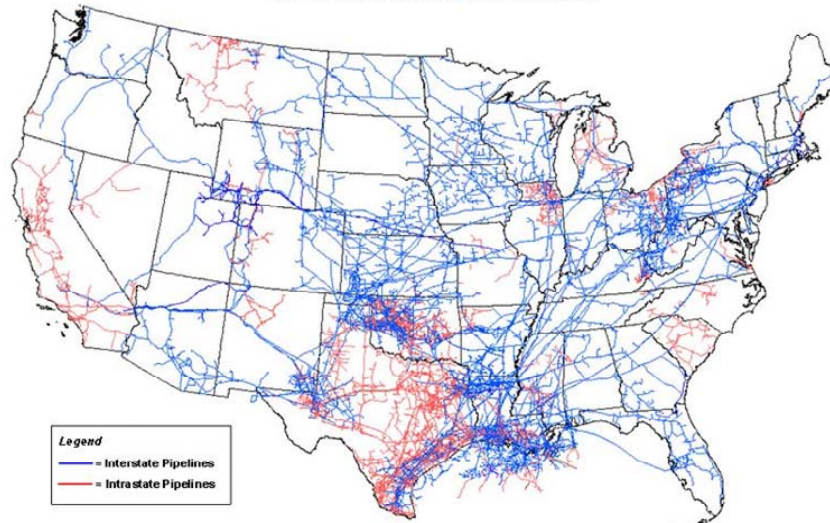 Legend
= Interstate Pipelines
= Intrastate Pipelines